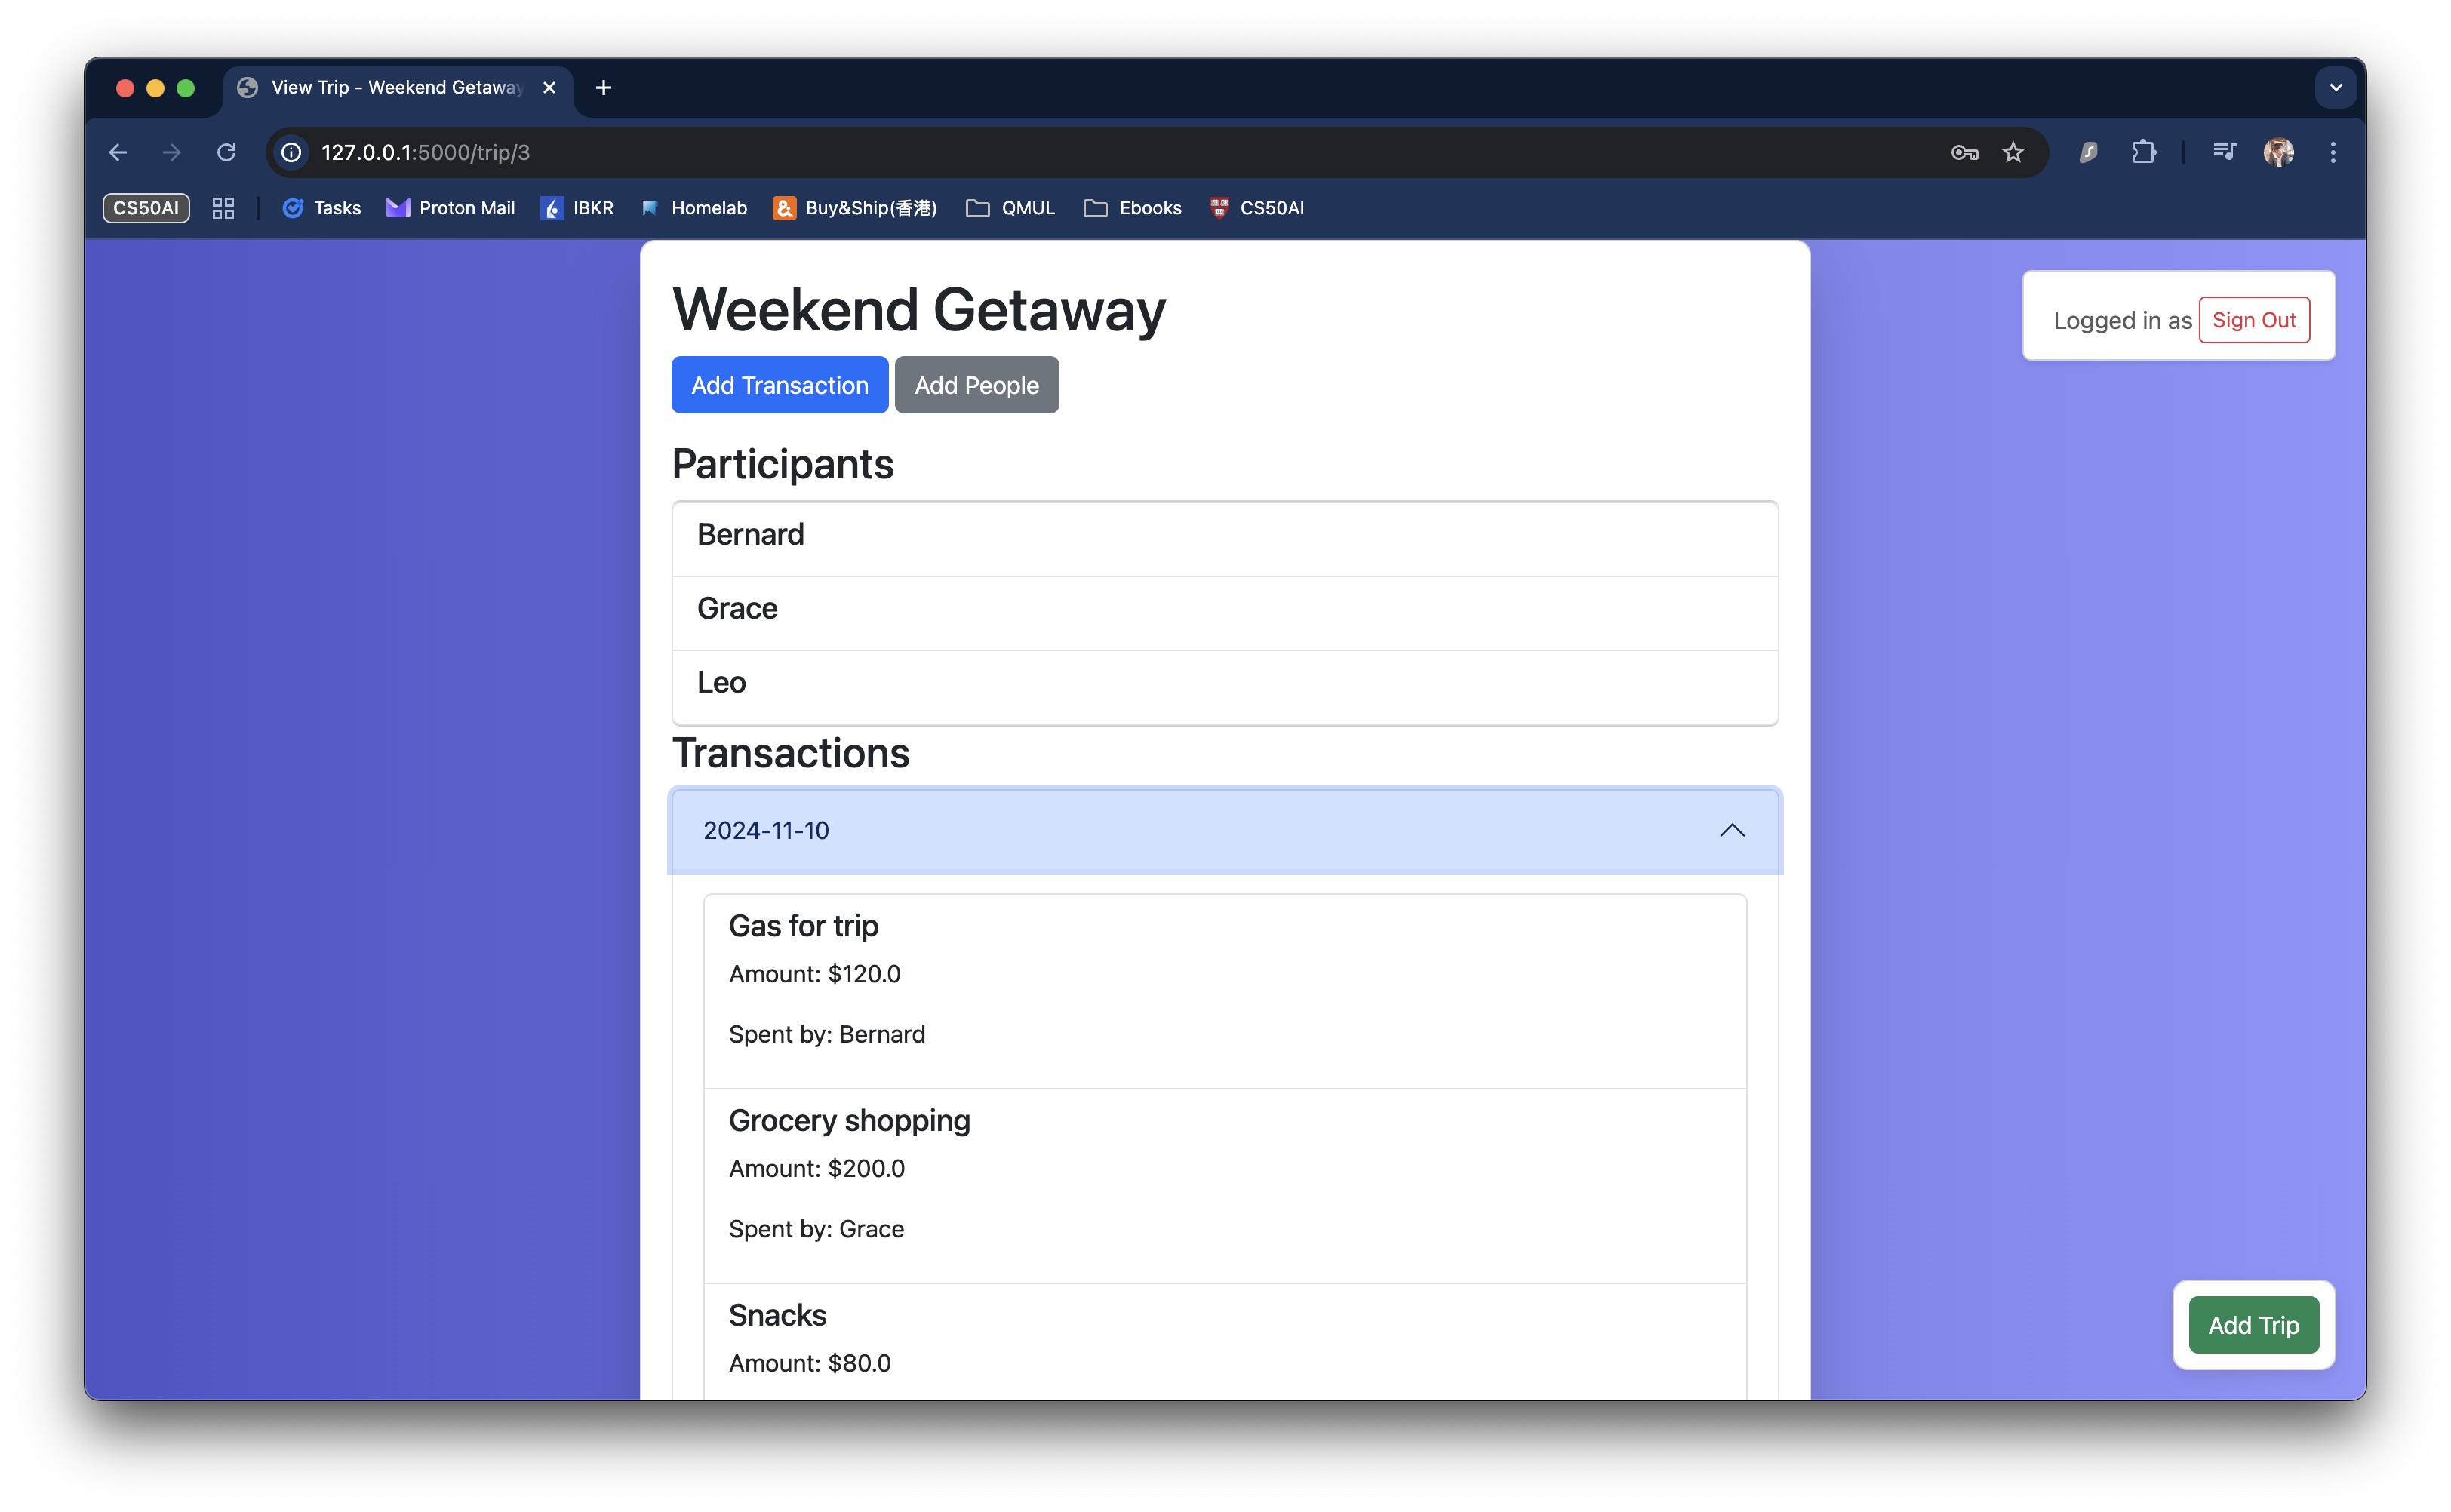 View Trip - Weekend Getaway
127.0.0.1:5000/trip/3
CS50AI Tasks Proton Mail IBKR Homelab Buy&Ship(香港) QMUL Ebooks CS50AI
Weekend Getaway
Logged in as Sign Out
Add Transaction Add People
Participants
Bernard
Grace
Leo
Transactions
2024-11-10
Gas for trip
Amount: $120.0
Spent by: Bernard
Grocery shopping
Amount: $200.0
Spent by: Grace
Snacks
Amount: $80.0
Add Trip